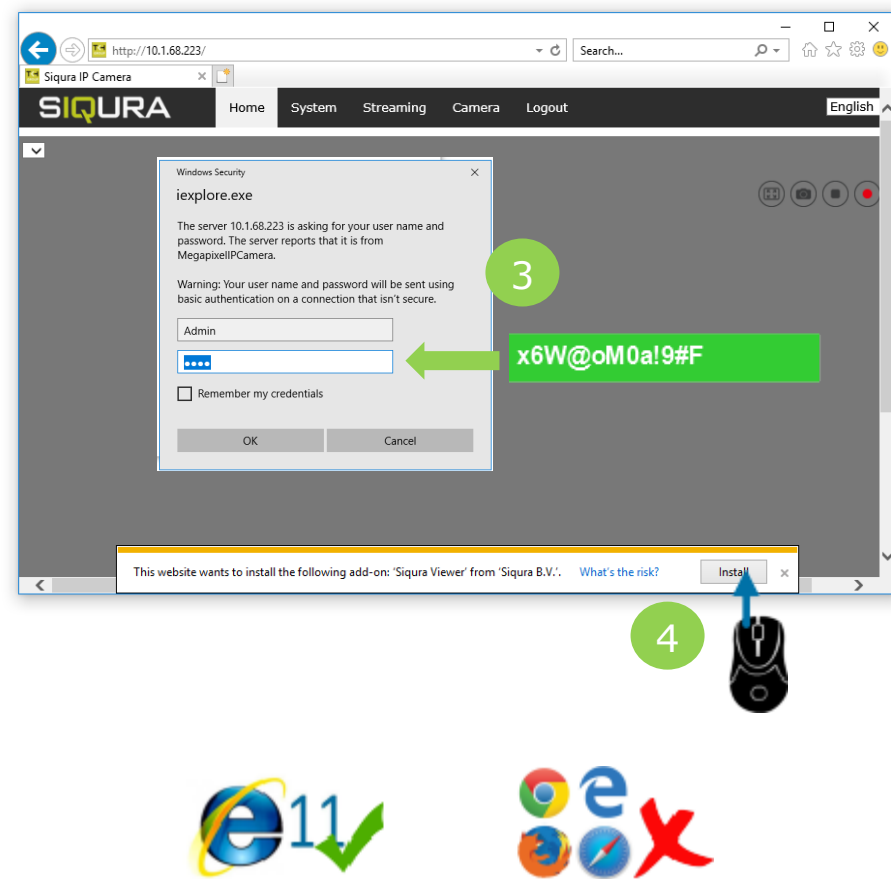 http://10.1.68.223/
Search...
Siqura IP Camera
SIQURA
Home
System
Streaming
Camera
Logout
English
Windows Security
iexplore.exe
The server 10.1.68.223 is asking for your user name and
password. The server reports that it is from
MegapixelIPCamera.
Warning: Your user name and password will be sent using
basic authentication on a connection that isn't secure.
3
Admin
x6W@oM0a!9#F
Remember my credentials
OK
Cancel
This website wants to install the following add-on: 'Siqura Viewer' from 'Siqura B.V.'.
What's the risk?
Install
4
11